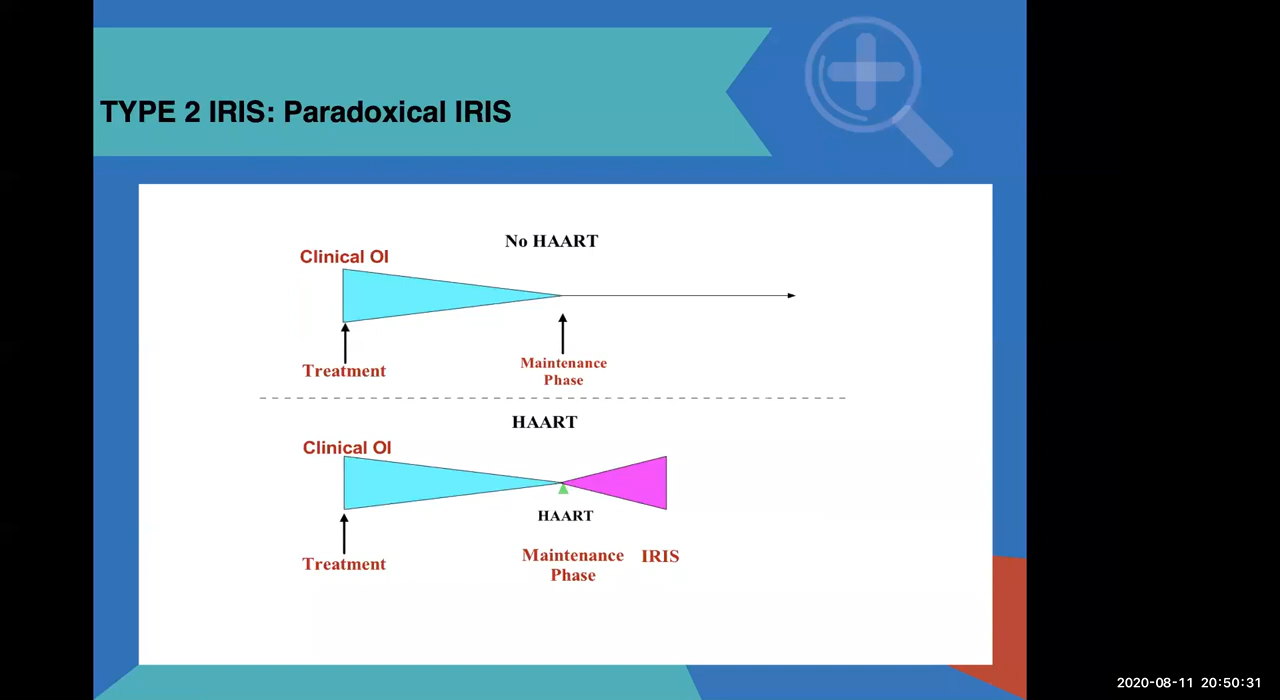 TYPE 2 IRIS: Paradoxical IRIS
No HAART
Clinical OI
Treatment
Maintenance
Phase
HAART
Clinical OI
HAART
Treatment
Maintenance
Phase
IRIS
2020-08-11 20:50:31